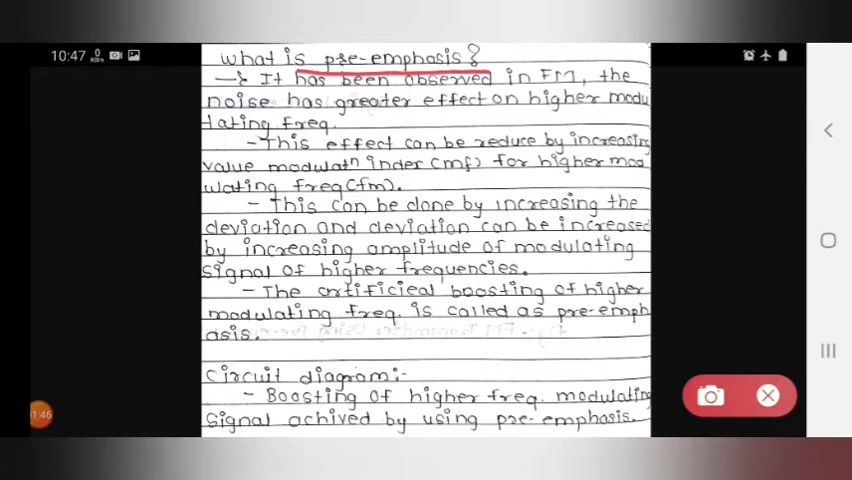 10:47 0 KB/s
What is pre-emphasis?
→ It has been observed in FM, the
noise has greater effect on higher modu
lating freq.
- This effect can be reduce by increasing
value modulatn index (mf) for higher mod
ulating freq (fm).
- This can be done by increasing the
deviation and deviation can be increased
by increasing amplitude of modulating
signal of higher frequencies.
- The artificieal boosting of higher
modulating freq. is called as pre-emph
asis.
Circuit diagram:-
- Boosting of higher freq. modulating
signal achived by using pre-emphasis.
01:46